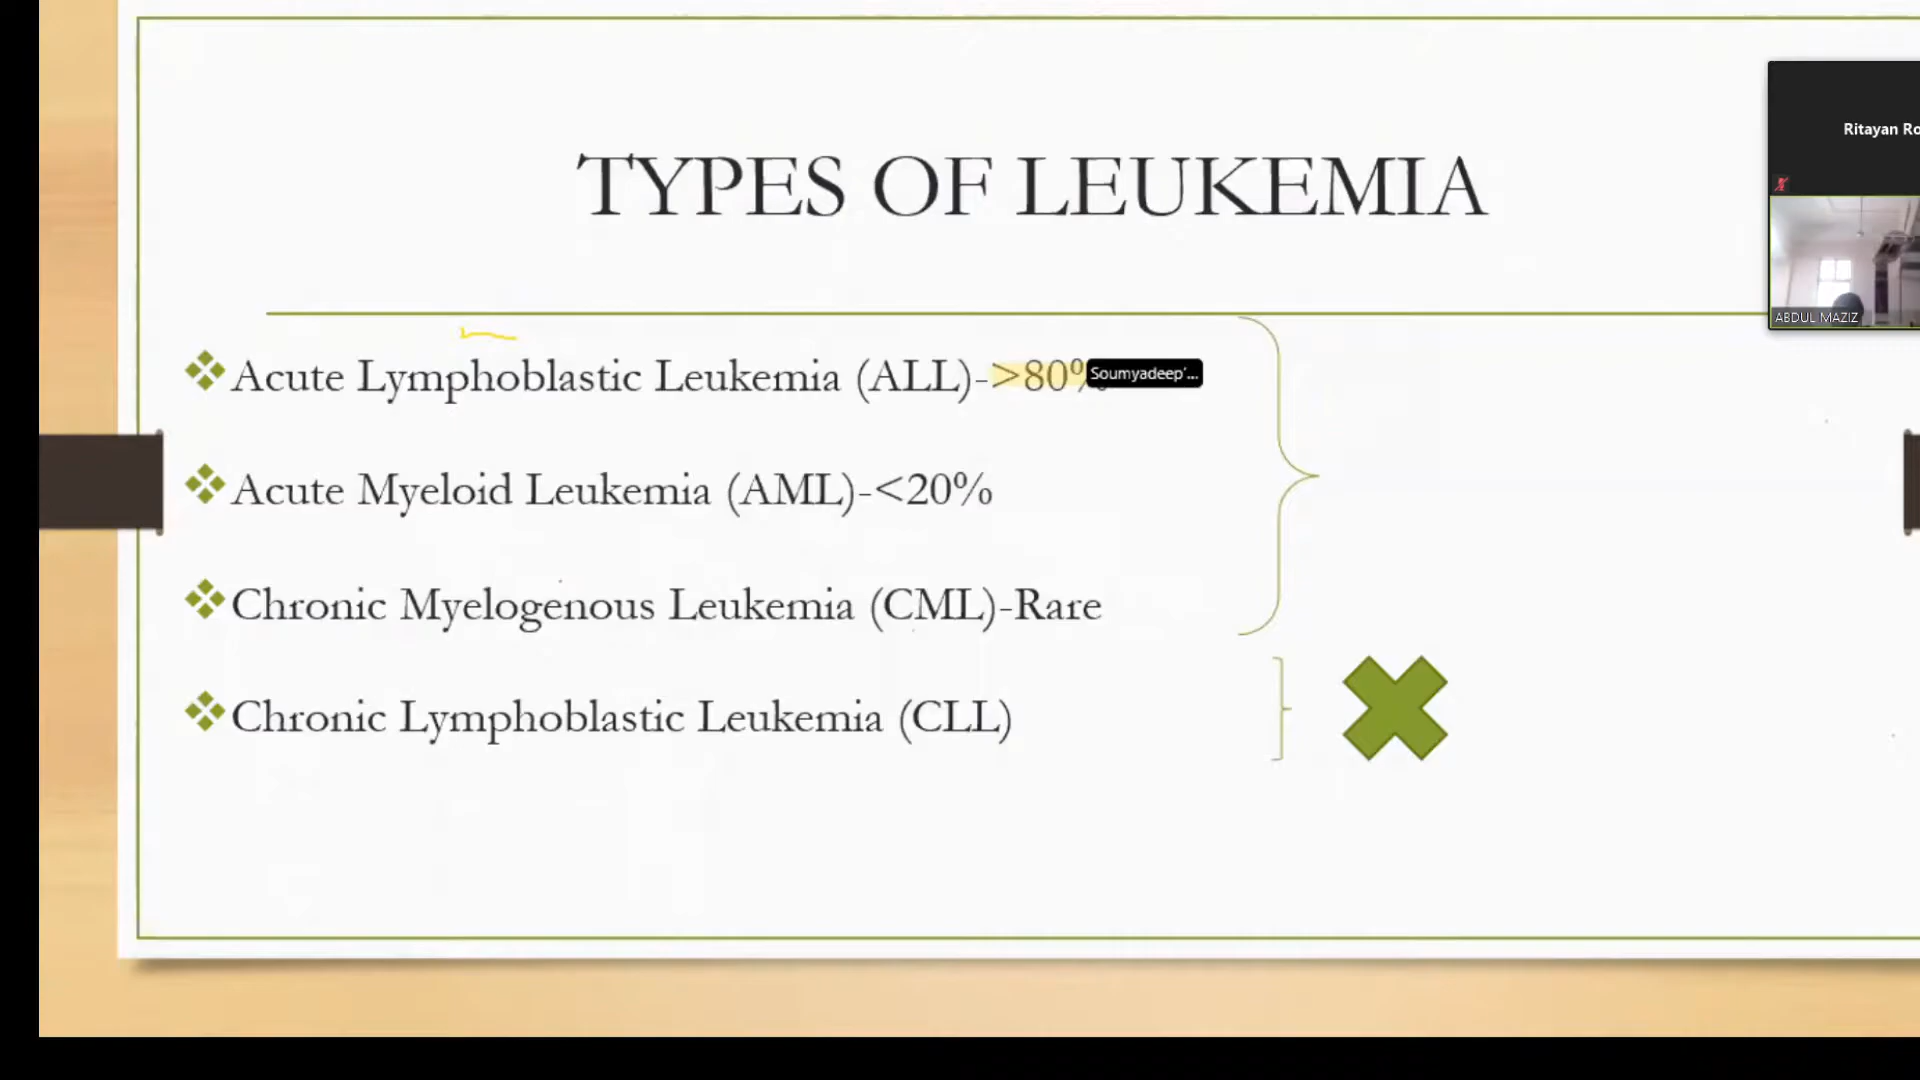 TYPES OF LEUKEMIA
Ritayan Ro
ABDUL MAZIZ
Acute Lymphoblastic Leukemia (ALL)->80%
Soumyadeep'...
Acute Myeloid Leukemia (AML)-<20%
Chronic Myelogenous Leukemia (CML)-Rare
Chronic Lymphoblastic Leukemia (CLL)